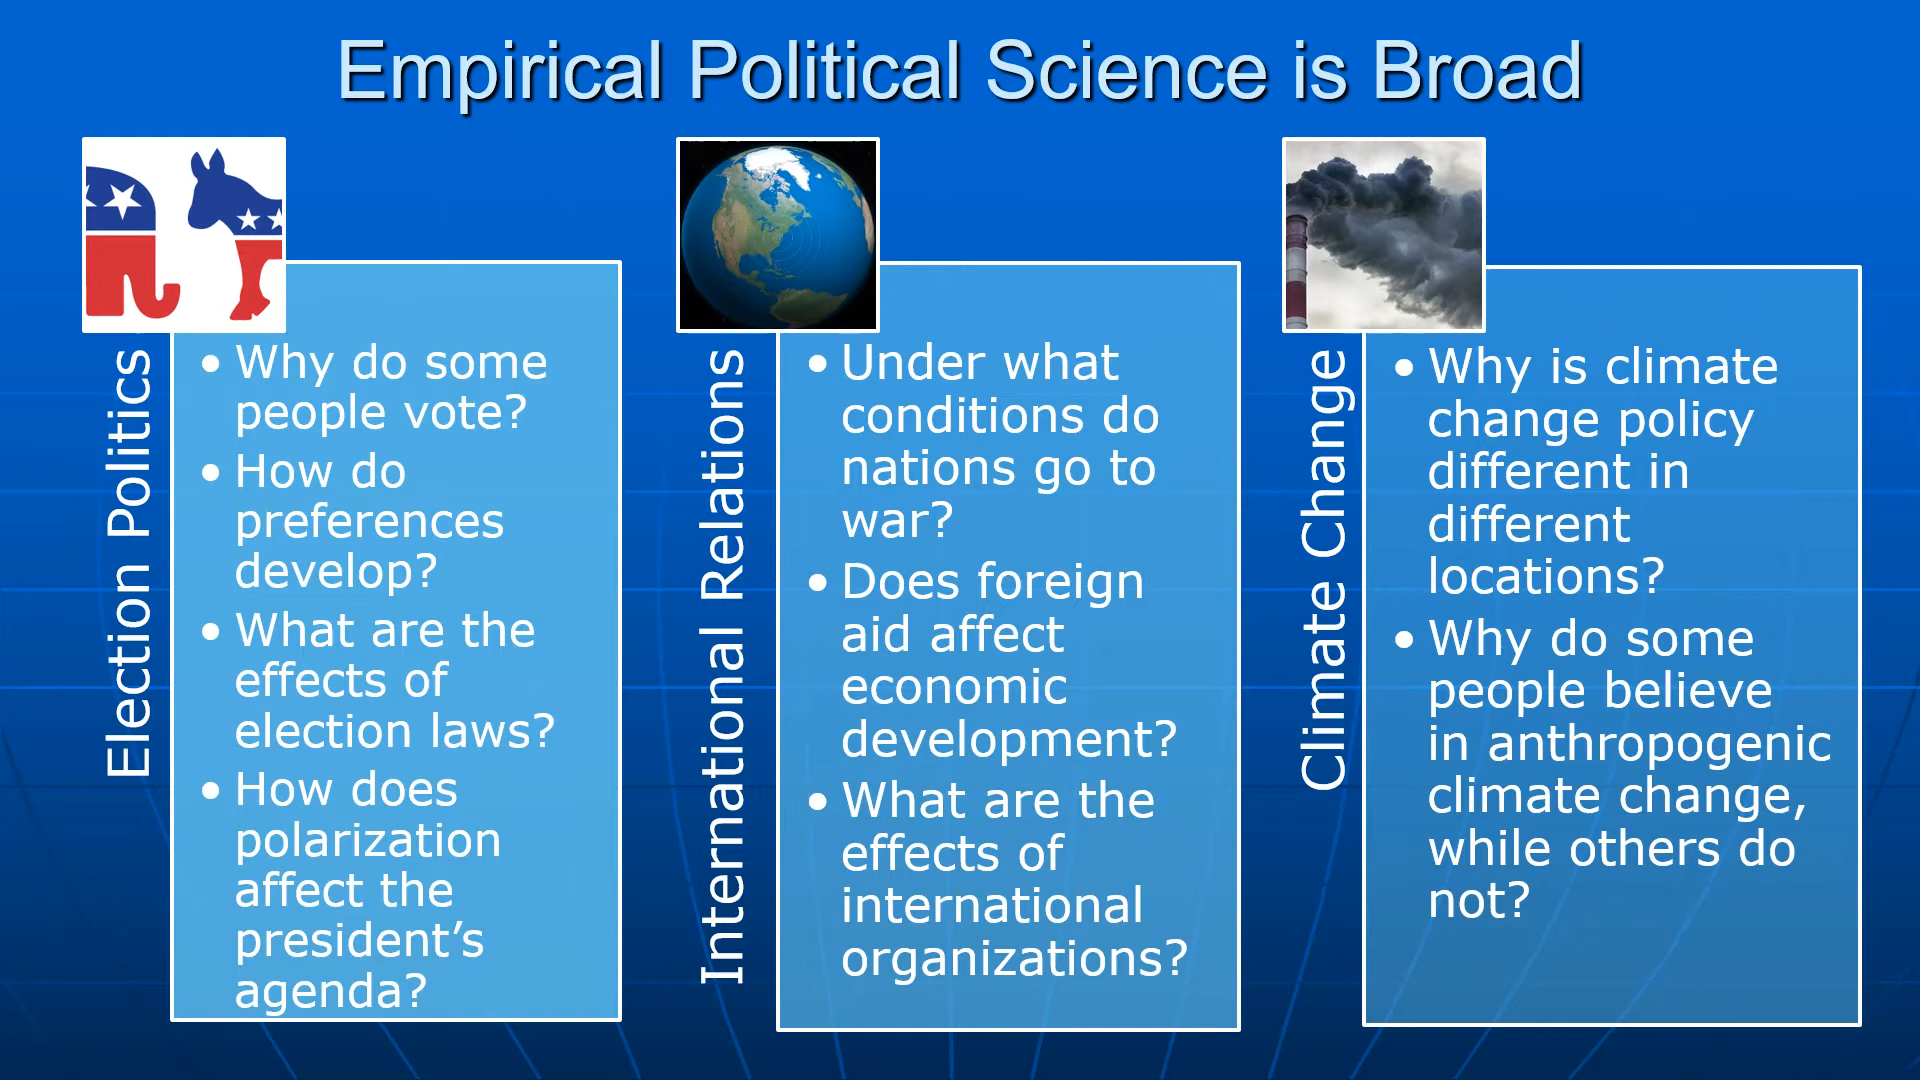 Empirical Political Science is Broad
Election Politics
• Why do some
people vote?
• How do
preferences
develop?
• What are the
effects of
election laws?
• How does
polarization
affect the
president’s
agenda?
International Relations
• Under what
conditions do
nations go to
war?
• Does foreign
aid affect
economic
development?
• What are the
effects of
international
organizations?
Climate Change
• Why is climate
change policy
different in
different
locations?
• Why do some
people believe
in anthropogenic
climate change,
while others do
not?